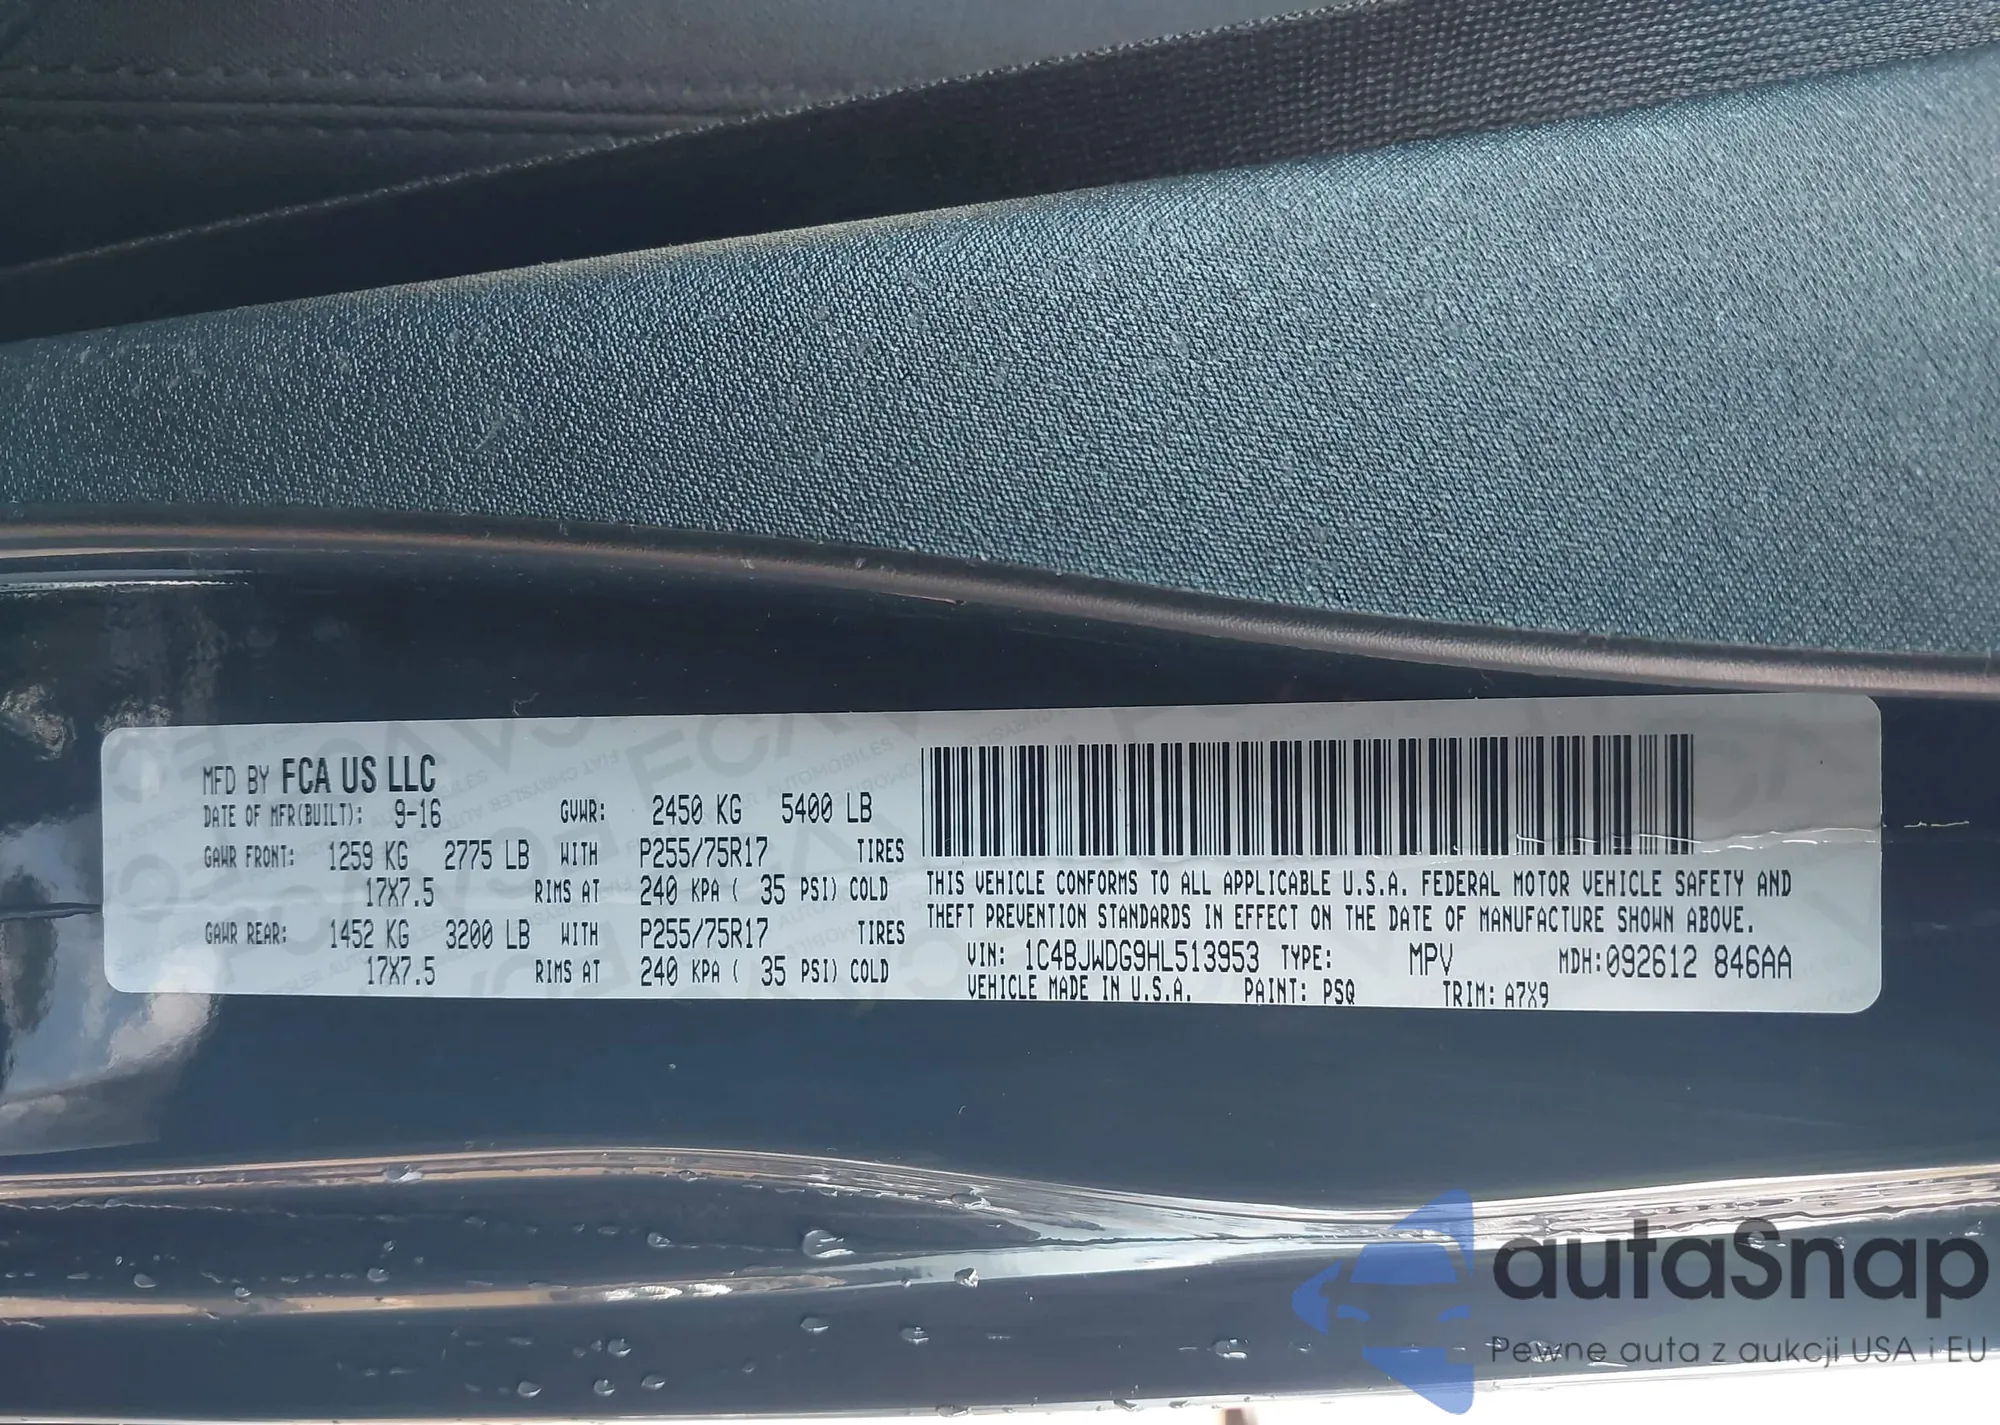 MFD BY FCA US LLC
DATE OF MFR(BUILT): 9-16 GVWR: 2450 KG 5400 LB
GAWR FRONT: 1259 KG 2775 LB WITH P255/75R17 TIRES
17X7.5 RIMS AT 240 KPA ( 35 PSI) COLD
GAWR REAR: 1452 KG 3200 LB WITH P255/75R17 TIRES
17X7.5 RIMS AT 240 KPA ( 35 PSI) COLD
THIS VEHICLE CONFORMS TO ALL APPLICABLE U.S.A. FEDERAL MOTOR VEHICLE SAFETY AND
THEFT PREVENTION STANDARDS IN EFFECT ON THE DATE OF MANUFACTURE SHOWN ABOVE.
VIN: 1C4BJWDG9HL513953 TYPE: MPV MDH:092612 846AA
VEHICLE MADE IN U.S.A. PAINT: PSQ TRIM: A7X9
autaSnap
Pewne auta z aukcji USA i EU